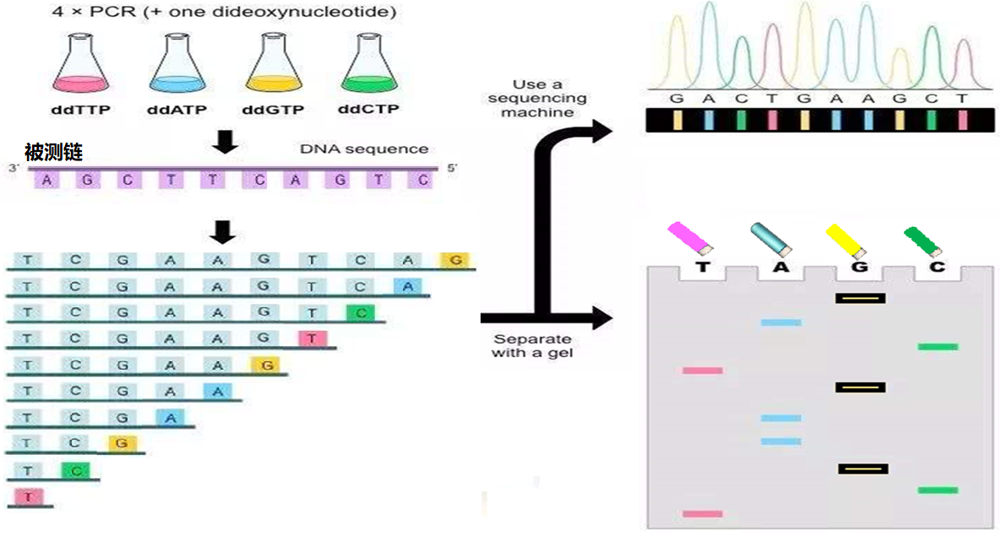 4 × PCR (+ one dideoxynucleotide)
ddTTP ddATP ddGTP ddCTP
被测链
DNA sequence
3' 5'
A G C T T C A G T C
T C G A A G T C A G
T C G A A G T C A
T C G A A G T C
T C G A A G T
T C G A A G
T C G A A
T C G A
T C G
T C
T
Use a
sequencing
machine
Separate
with a gel
G A C T G A A G C T
T A G C